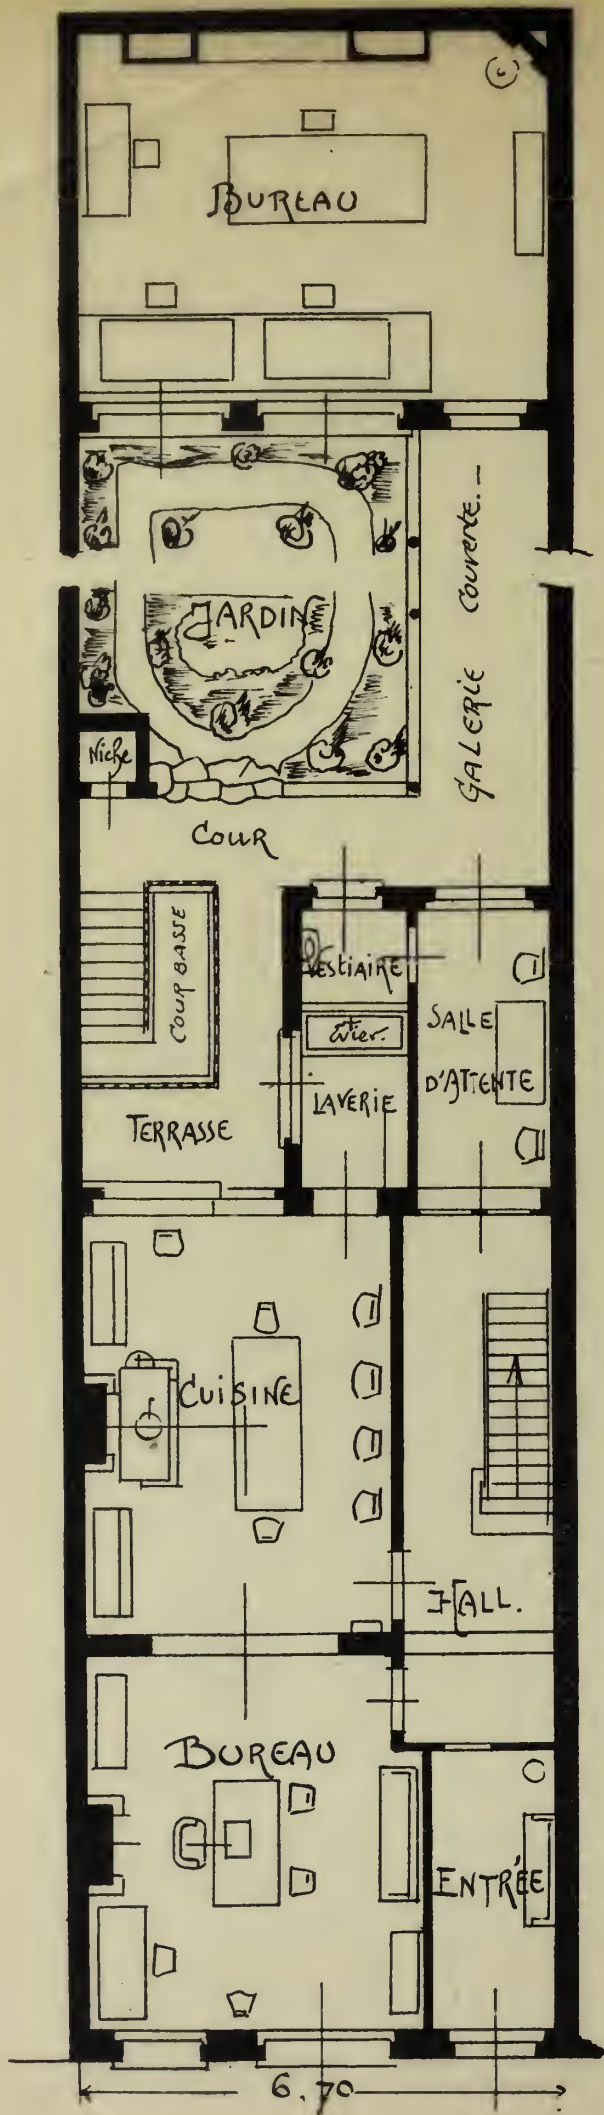 BUREAU
JARDIN
GALERIE COUVERTE.-
Niche
COUR
COUR BASSE
VESTIAIRE
Évier.
SALLE
D'ATTENTE
LAVERIE
TERRASSE
CUISINE
HALL.
BUREAU
ENTRÉE
6.70